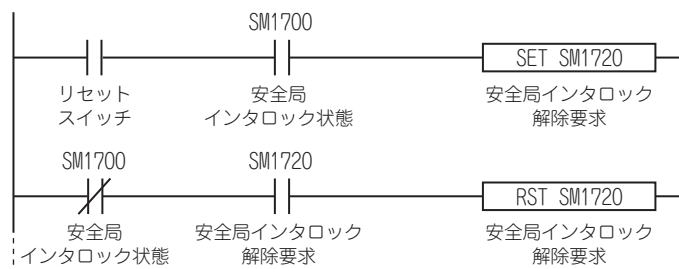 SM1700
SET SM1720
リセット
スイッチ
安全局
インタロック状態
安全局インタロック
解除要求
SM1700
SM1720
RST SM1720
安全局
インタロック状態
安全局インタロック
解除要求
安全局インタロック
解除要求